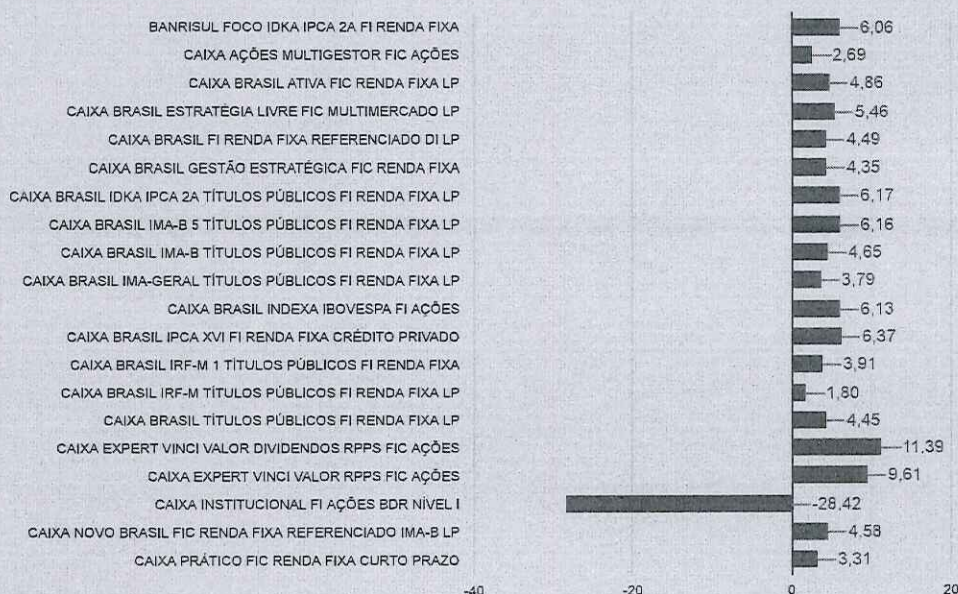 BANRISUL FOCO IDKA IPCA 2A FI RENDA FIXA 6,06
CAIXA AÇÕES MULTIGESTOR FIC AÇÕES 2,69
CAIXA BRASIL ATIVA FIC RENDA FIXA LP 4,86
CAIXA BRASIL ESTRATÉGIA LIVRE FIC MULTIMERCADO LP 5,46
CAIXA BRASIL FI RENDA FIXA REFERENCIADO DI LP 4,49
CAIXA BRASIL GESTÃO ESTRATÉGICA FIC RENDA FIXA 4,35
CAIXA BRASIL IDKA IPCA 2A TÍTULOS PÚBLICOS FI RENDA FIXA LP 6,17
CAIXA BRASIL IMA-B 5 TÍTULOS PÚBLICOS FI RENDA FIXA LP 6,16
CAIXA BRASIL IMA-B TÍTULOS PÚBLICOS FI RENDA FIXA LP 4,65
CAIXA BRASIL IMA-GERAL TÍTULOS PÚBLICOS FI RENDA FIXA LP 3,79
CAIXA BRASIL INDEXA IBOVESPA FI AÇÕES 6,13
CAIXA BRASIL IPCA XVI FI RENDA FIXA CRÉDITO PRIVADO 6,37
CAIXA BRASIL IRF-M 1 TÍTULOS PÚBLICOS FI RENDA FIXA 3,91
CAIXA BRASIL IRF-M TÍTULOS PÚBLICOS FI RENDA FIXA LP 1,80
CAIXA BRASIL TÍTULOS PÚBLICOS FI RENDA FIXA LP 4,45
CAIXA EXPERT VINCI VALOR DIVIDENDOS RPPS FIC AÇÕES 11,39
CAIXA EXPERT VINCI VALOR RPPS FIC AÇÕES 9,61
CAIXA INSTITUCIONAL FI AÇÕES BDR NÍVEL I -28,42
CAIXA NOVO BRASIL FIC RENDA FIXA REFERENCIADO IMA-B LP 4,58
CAIXA PRÁTICO FIC RENDA FIXA CURTO PRAZO 3,31
-40 -20 0 20